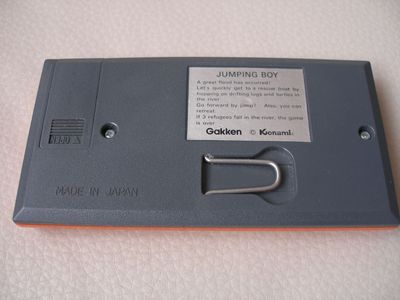 JUMPING BOY
A great flood has occurred!
Let's quickly get to a rescue boat by
hopping on drifting logs and turtles in
the river.
Go forward by jump? Also, you can
retreat.
If 3 refugees fall in the river, the game
is over.
Gakken © Konami
OPEN
MADE IN JAPAN